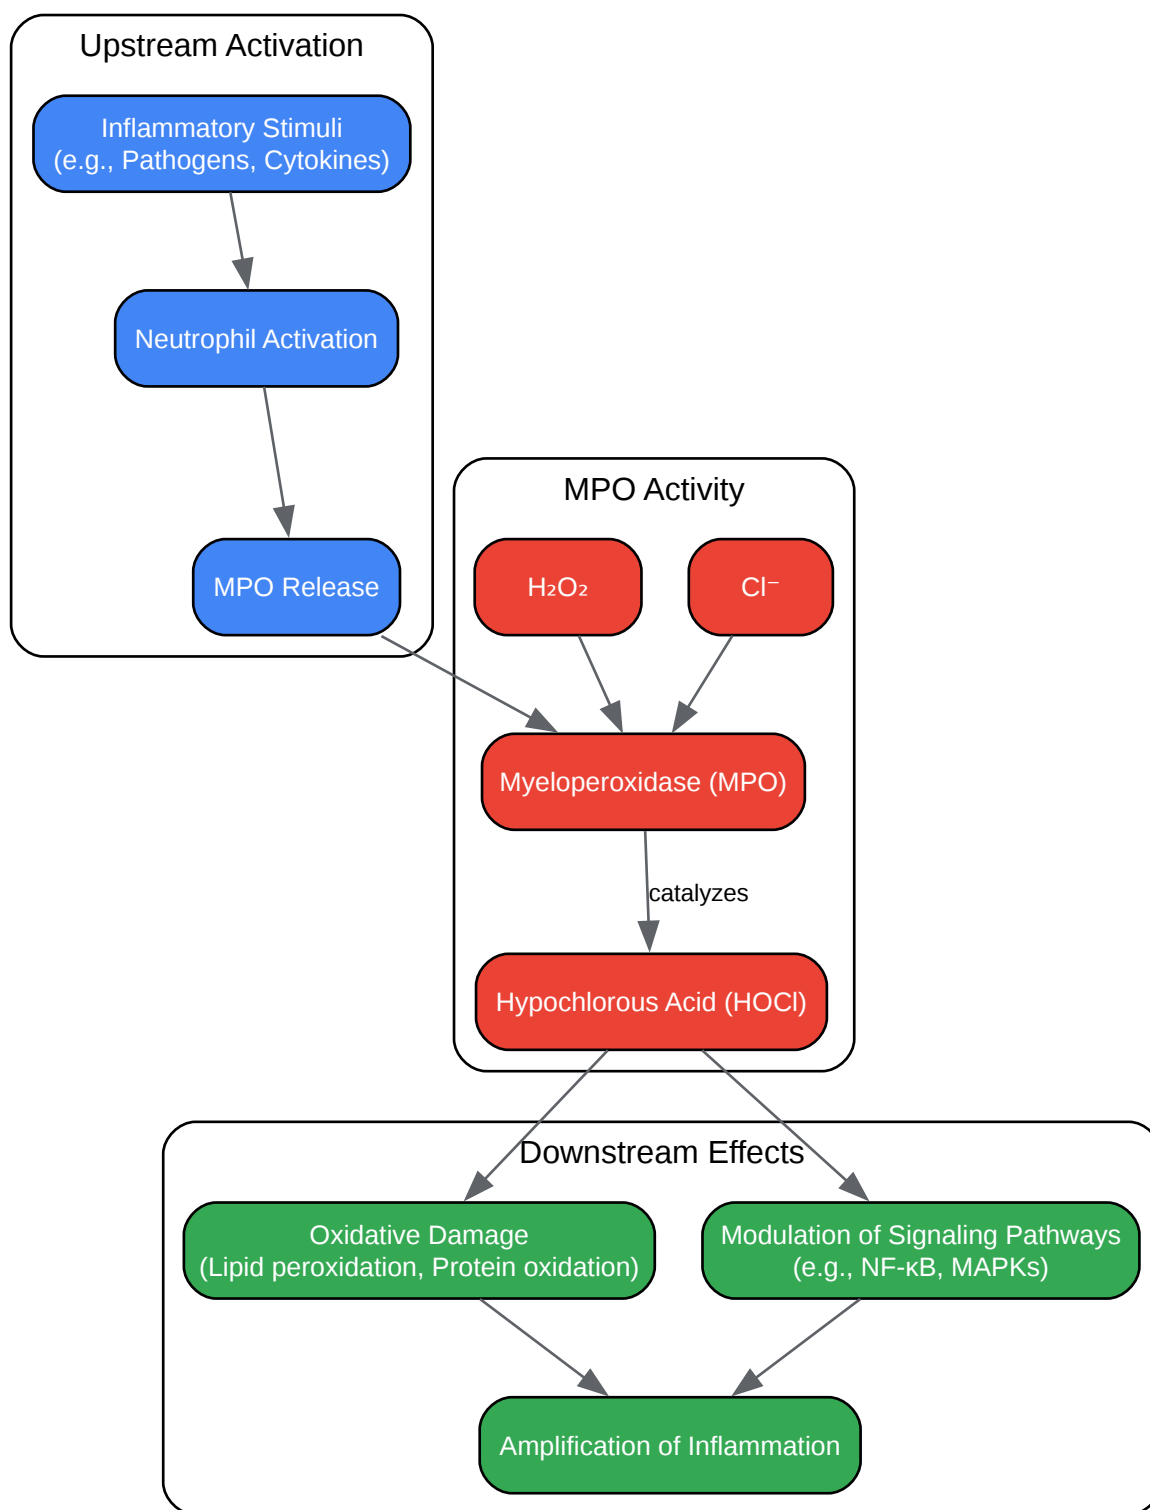 Upstream Activation
Inflammatory Stimuli
(e.g., Pathogens, Cytokines)
Neutrophil Activation
MPO Release
MPO Activity
H₂O₂
Cl⁻
Myeloperoxidase (MPO)
catalyzes
Hypochlorous Acid (HOCl)
Downstream Effects
Oxidative Damage
(Lipid peroxidation, Protein oxidation)
Modulation of Signaling Pathways
(e.g., NF-κB, MAPKs)
Amplification of Inflammation